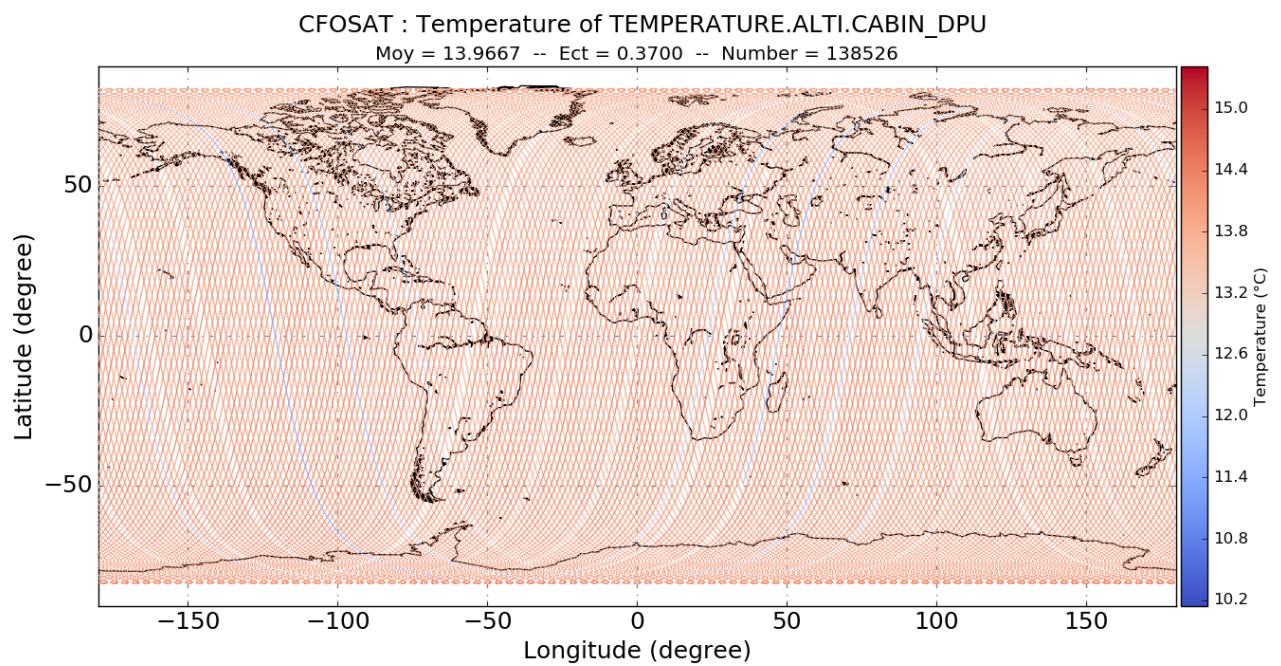 CFOSAT : Temperature of TEMPERATURE.ALTI.CABIN_DPU
Moy = 13.9667 -- Ect = 0.3700 -- Number = 138526
50
0
−50
Latitude (degree)
−150 −100 −50 0 50 100 150
Longitude (degree)
15.0
14.4
13.8
13.2
12.6
12.0
11.4
10.8
10.2
Temperature (°C)